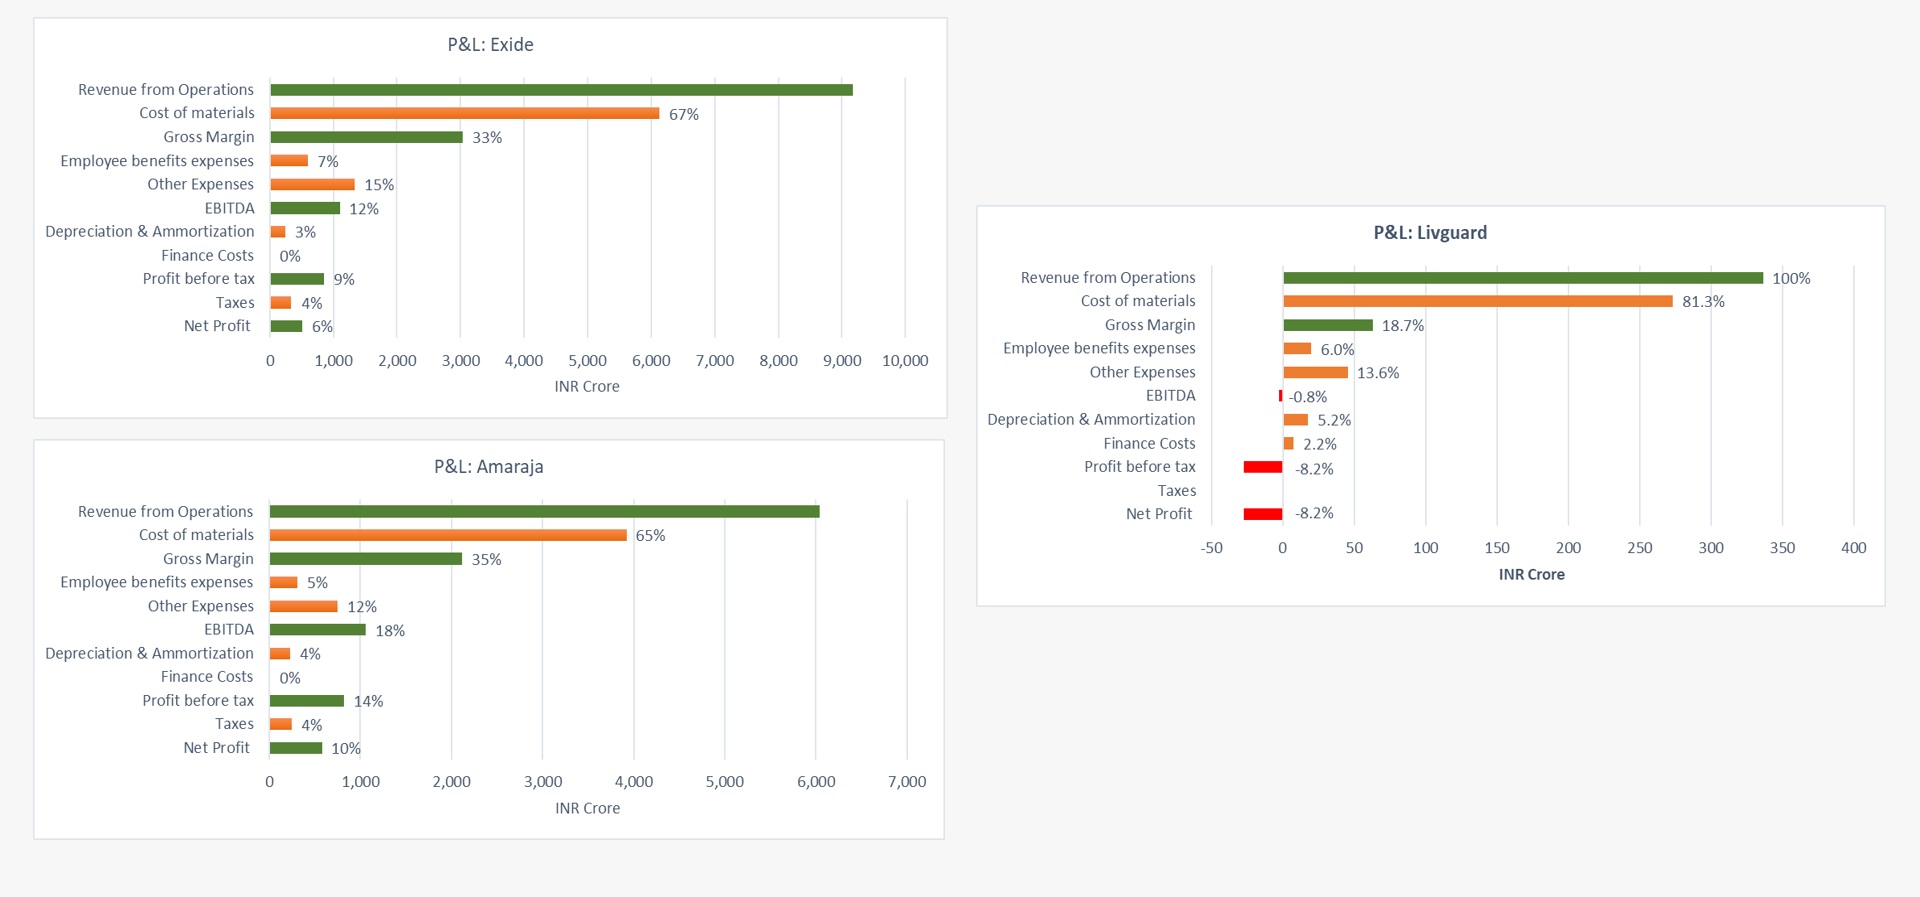 P&L: Exide
Revenue from Operations
Cost of materials 67%
Gross Margin 33%
Employee benefits expenses 7%
Other Expenses 15%
EBITDA 12%
Depreciation & Ammortization 3%
Finance Costs 0%
Profit before tax 9%
Taxes 4%
Net Profit 6%
0 1,000 2,000 3,000 4,000 5,000 6,000 7,000 8,000 9,000 10,000
INR Crore
P&L: Amaraja
Revenue from Operations
Cost of materials 65%
Gross Margin 35%
Employee benefits expenses 5%
Other Expenses 12%
EBITDA 18%
Depreciation & Ammortization 4%
Finance Costs 0%
Profit before tax 14%
Taxes 4%
Net Profit 10%
0 1,000 2,000 3,000 4,000 5,000 6,000 7,000
INR Crore
P&L: Livguard
Revenue from Operations 100%
Cost of materials 81.3%
Gross Margin 18.7%
Employee benefits expenses 6.0%
Other Expenses 13.6%
EBITDA -0.8%
Depreciation & Ammortization 5.2%
Finance Costs 2.2%
Profit before tax -8.2%
Taxes
Net Profit -8.2%
-50 0 50 100 150 200 250 300 350 400
INR Crore